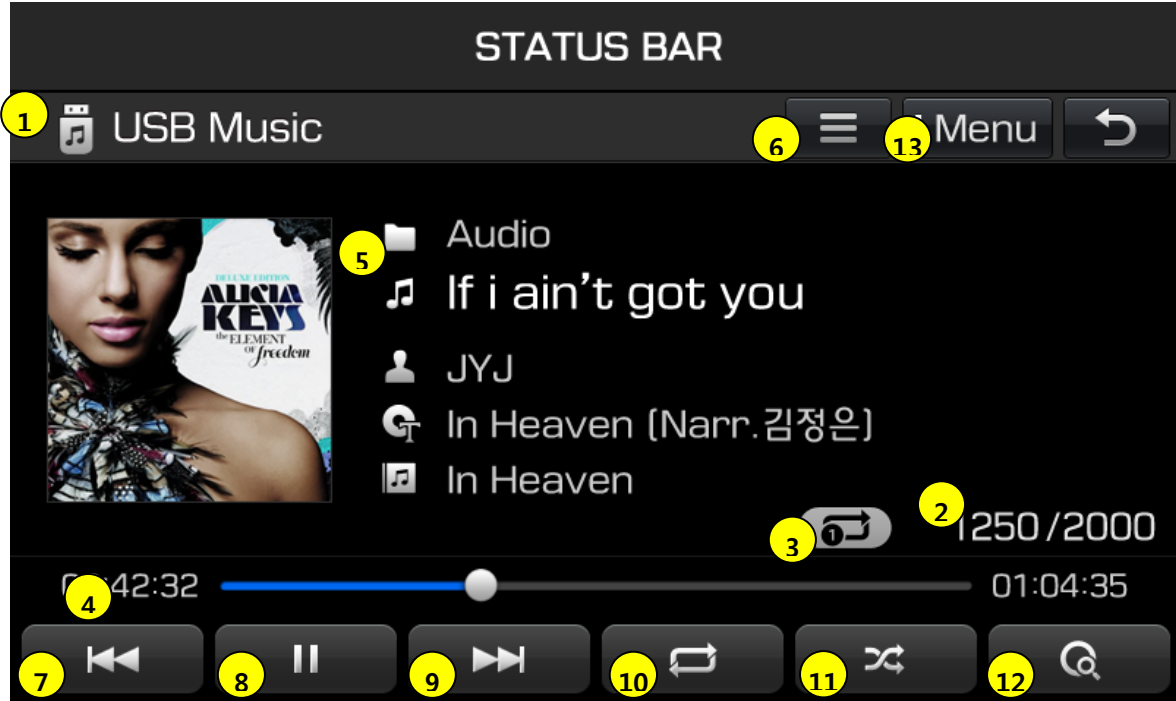 STATUS BAR
1 USB Music 6 13 Menu
DELUXE EDITION
ALICIA
KEYS
the ELEMENT
OF freedom
5 Audio
If i ain't got you
JYJ
In Heaven (Narr.김정은)
In Heaven
3 1 2 1250/2000
4 :42:32 01:04:35
7 8 9 10 11 12